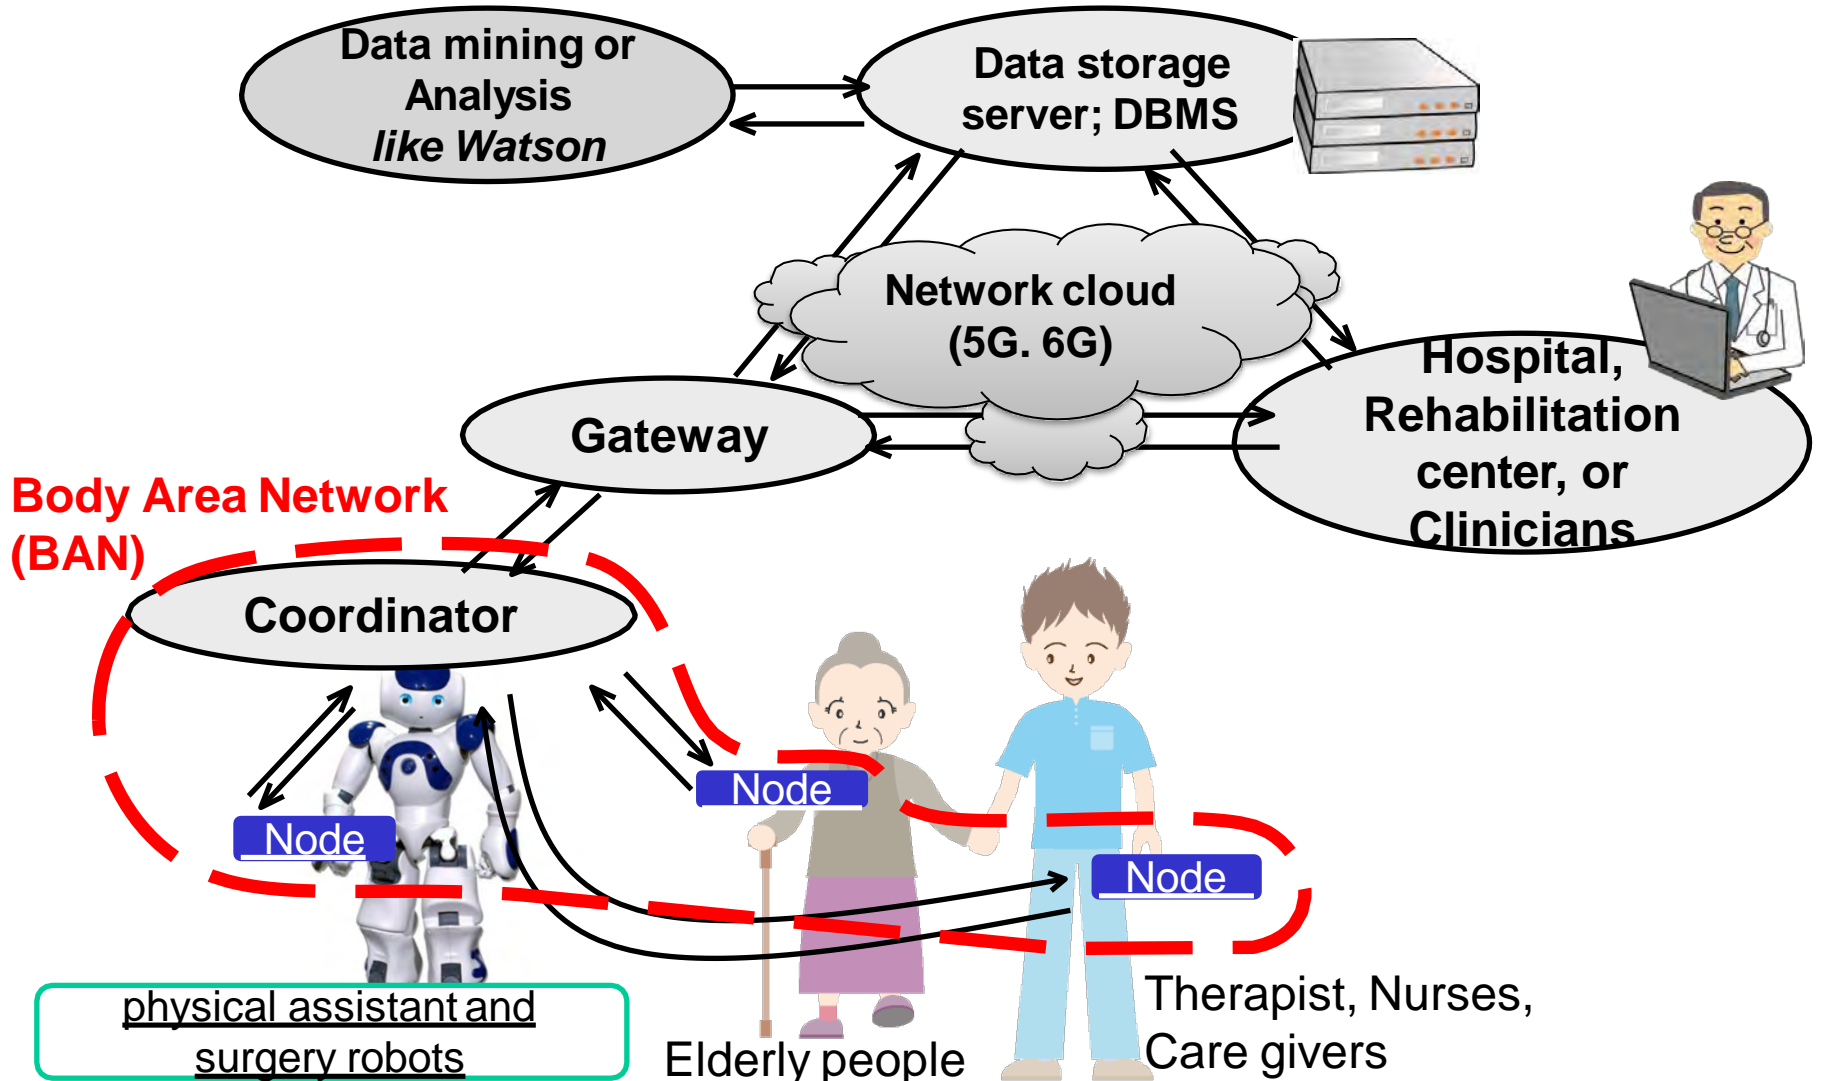 Data mining or
Analysis
like Watson
Data storage
server; DBMS
Network cloud
(5G. 6G)
Hospital,
Rehabilitation
center, or
Clinicians
Gateway
Body Area Network
(BAN)
Coordinator
Node
Node
Node
physical assistant and
surgery robots
Elderly people
Therapist, Nurses,
Care givers